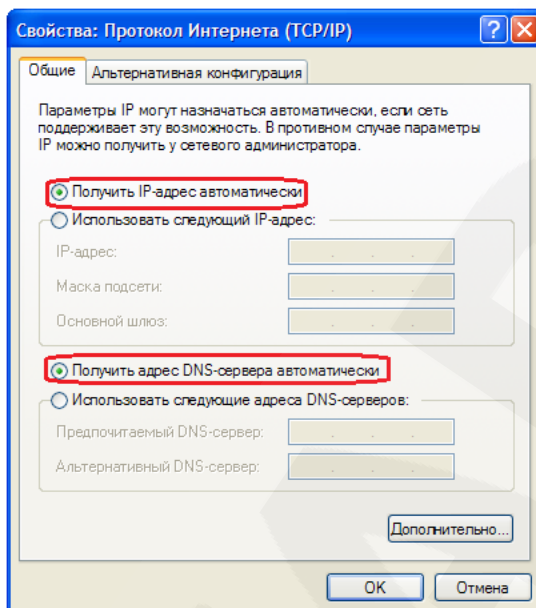 Свойства: Протокол Интернета (TCP/IP)
Общие
Альтернативная конфигурация
Параметры IP могут назначаться автоматически, если сеть
поддерживает эту возможность. В противном случае параметры
IP можно получить у сетевого администратора.
Получить IP-адрес автоматически
Использовать следующий IP-адрес:
IP-адрес:
Маска подсети:
Основной шлюз:
Получить адрес DNS-сервера автоматически
Использовать следующие адреса DNS-серверов:
Предпочитаемый DNS-сервер:
Альтернативный DNS-сервер:
Дополнительно...
OK
Отмена